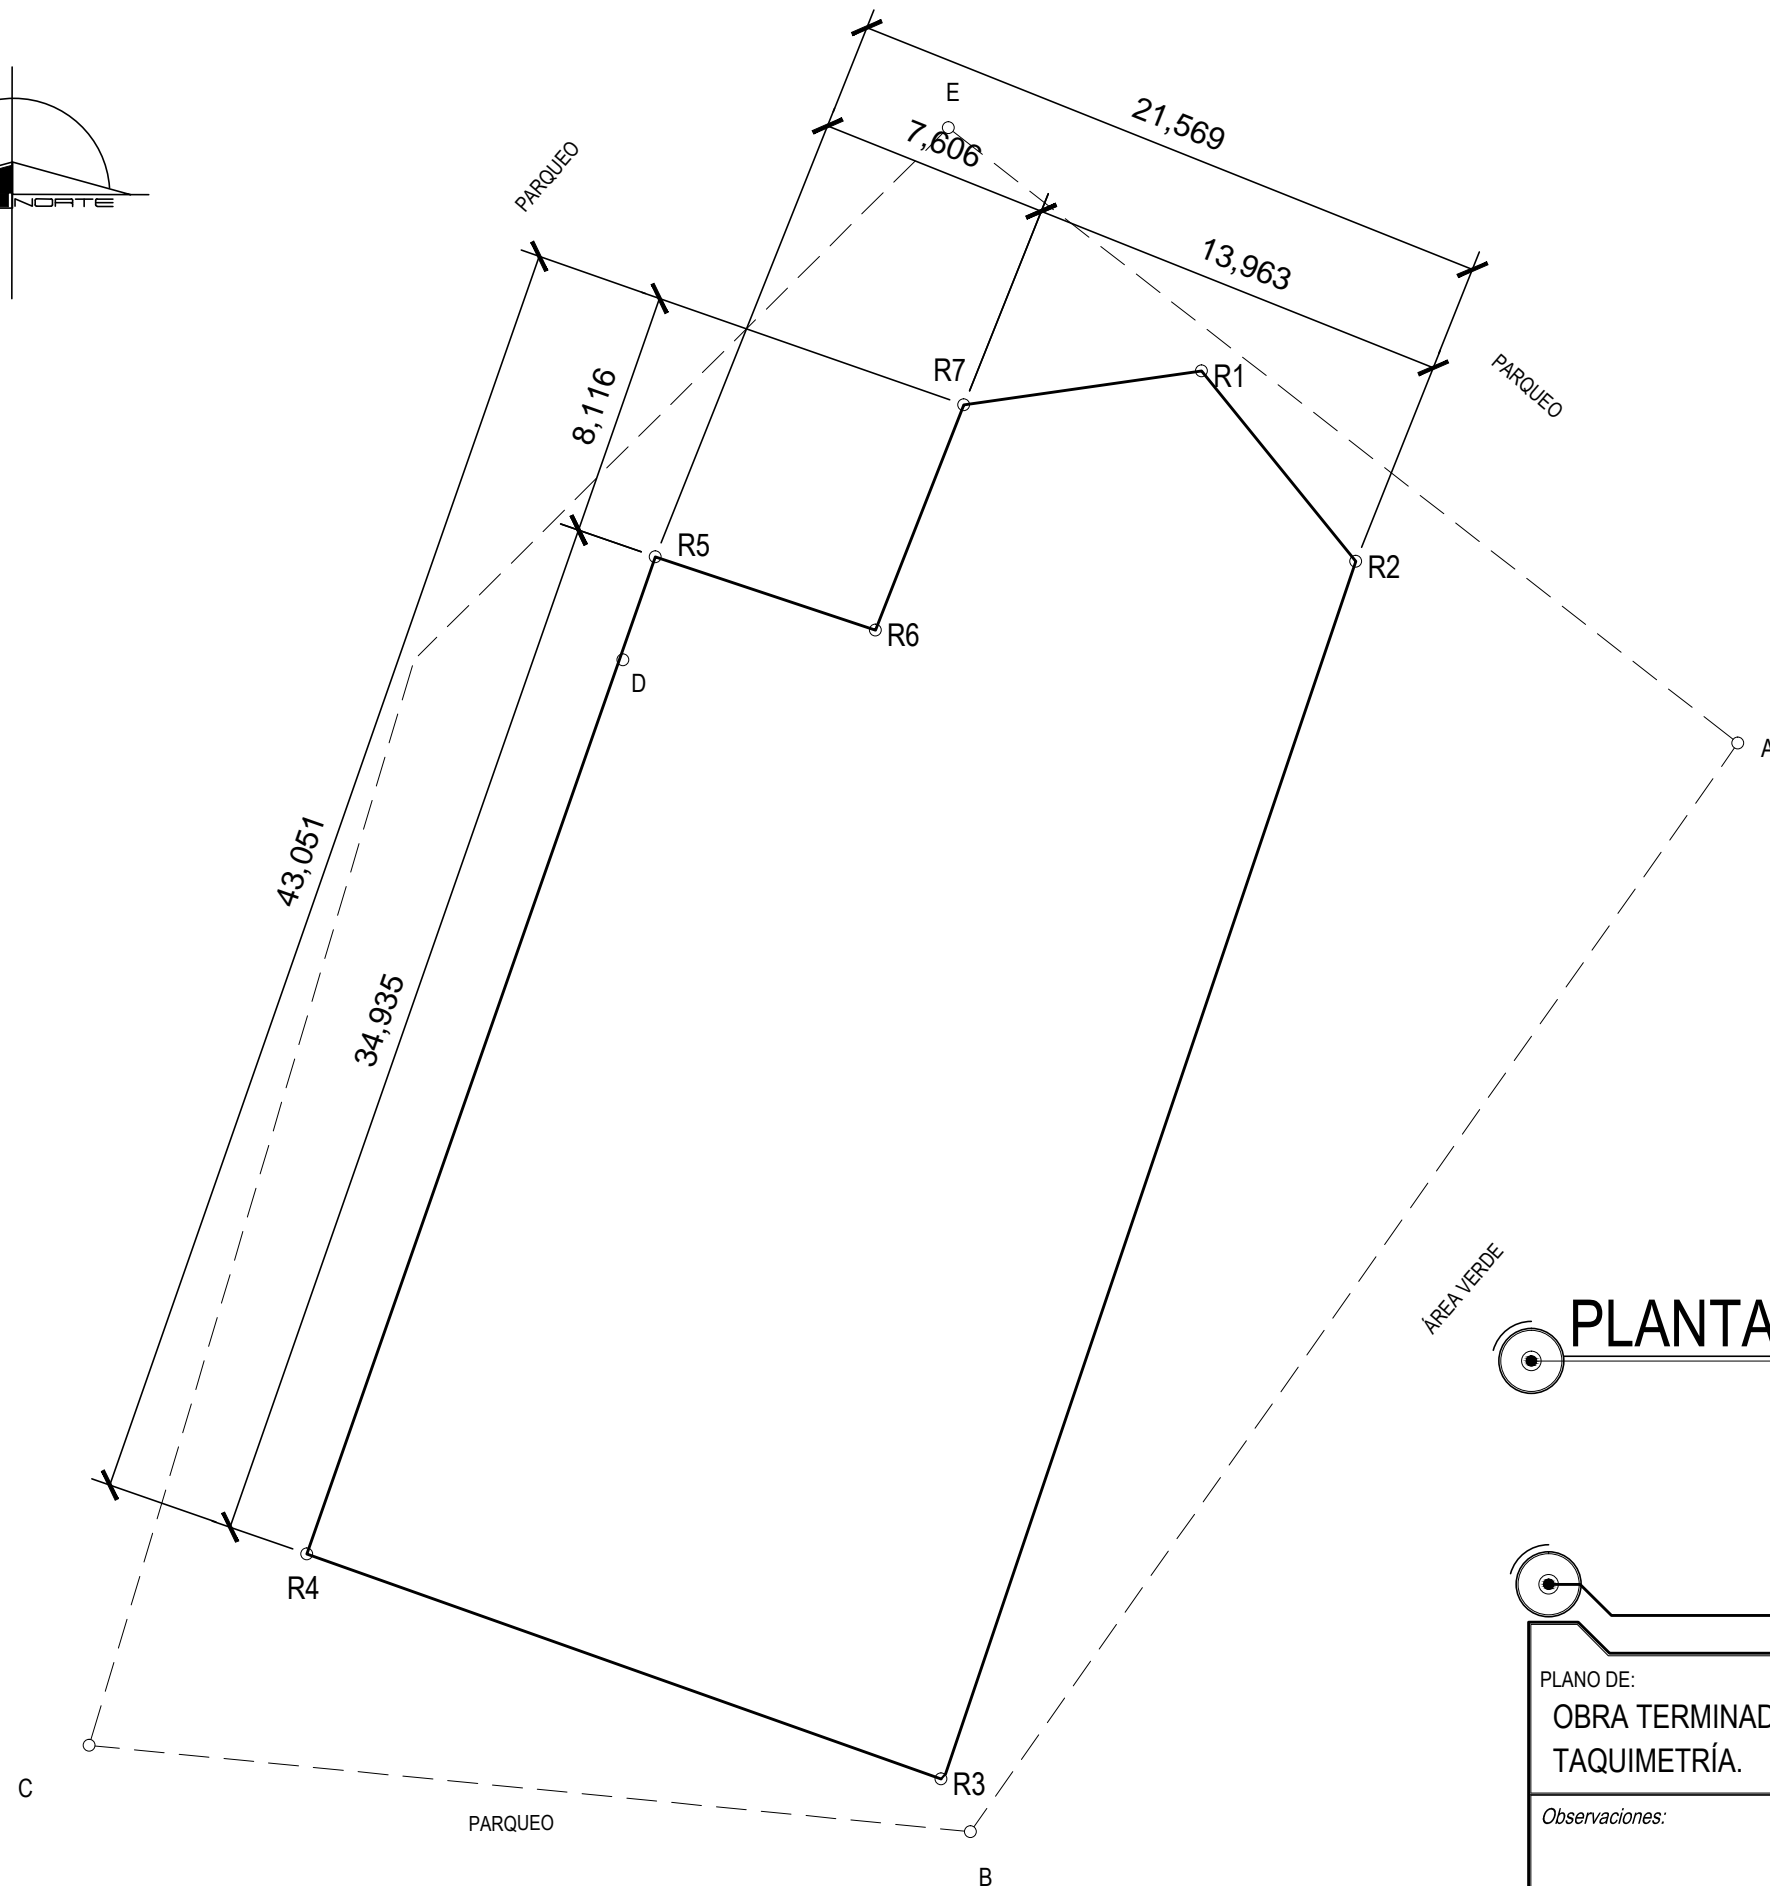 E
21,569
7,606
PARQUEO
NORTE
13,963
R7
R1
PARQUEO
8,116
R5
R2
R6
D
A
43,051
34,935
ÁREA VERDE
PLANTA
R4
PLANO DE:
OBRA TERMINAD
TAQUIMETRÍA.
R3
C
PARQUEO
Observaciones:
B